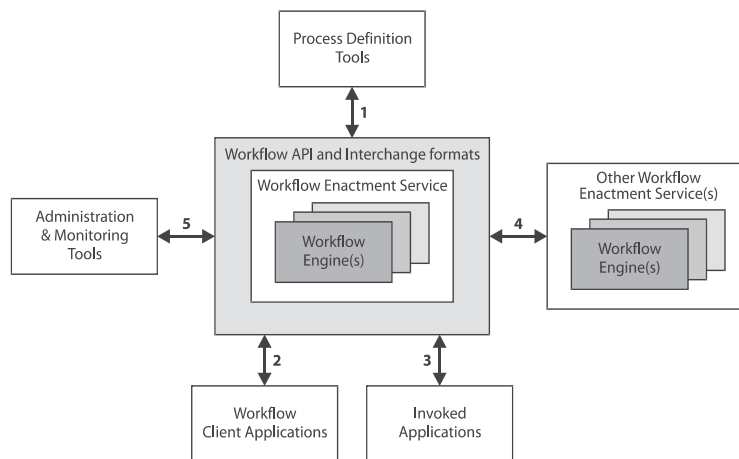 Process Definition
Tools
1
Workflow API and Interchange formats
Workflow Enactment Service
Workflow
Engine(s)
Other Workflow
Enactment Service(s)
Workflow
Engine(s)
Administration
& Monitoring
Tools
5
4
2
3
Workflow
Client Applications
Invoked
Applications